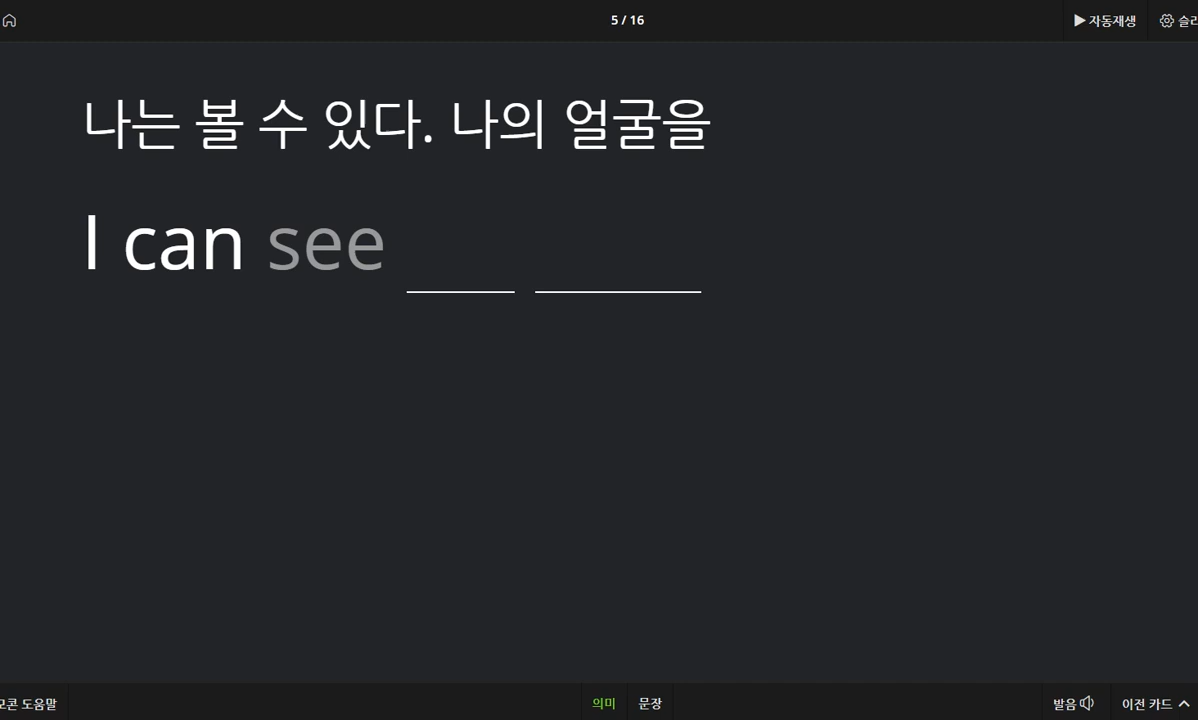 5 / 16
자동재생
나는 볼 수 있다. 나의 얼굴을
I can see
도움말
의미
문장
발음
이전 카드